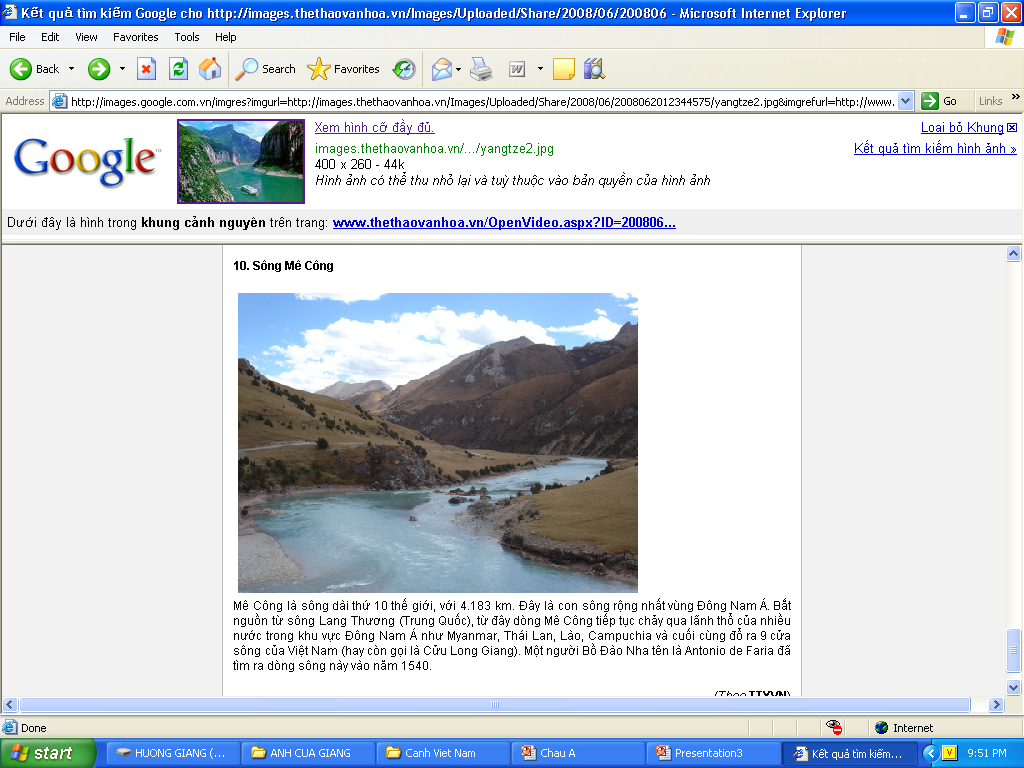 Kết quả tìm kiếm Google cho http://images.thethaovanhoa.vn/Images/Uploaded/Share/2008/06/200806 - Microsoft Internet Explorer
File Edit View Favorites Tools Help
Back Search Favorites
Address http://images.google.com.vn/imgres?imgurl=http://images.thethaovanhoa.vn/Images/Uploaded/Share/2008/06/2008062012344575/yangtze2.jpg&imgrefurl=http://www. Go Links »
Google™
Xem hình cỡ đầy đủ.
images.thethaovanhoa.vn/.../yangtze2.jpg
400 x 260 - 44k
Hình ảnh có thể thu nhỏ lại và tuỳ thuộc vào bản quyền của hình ảnh
Loại bỏ Khung
Kết quả tìm kiếm hình ảnh »
Dưới đây là hình trong khung cảnh nguyên trên trang: www.thethaovanhoa.vn/OpenVideo.aspx?ID=200806...
10. Sông Mê Công
Mê Công là sông dài thứ 10 thế giới, với 4.183 km. Đây là con sông rộng nhất vùng Đông Nam Á. Bắt
nguồn từ sông Lang Thương (Trung Quốc), từ đây dòng Mê Công tiếp tục chảy qua lãnh thổ của nhiều
nước trong khu vực Đông Nam Á như Myanmar, Thái Lan, Lào, Campuchia và cuối cùng đổ ra 9 cửa
sông của Việt Nam (hay còn gọi là Cửu Long Giang). Một người Bồ Đào Nha tên là Antonio de Faria đã
tìm ra dòng sông này vào năm 1540.
(Theo TTXVN)
Done Internet
start HUONG GIANG (... ANH CUA GIANG Canh Viet Nam Chau A Presentation3 Kết quả tìm kiếm... V 9:51 PM